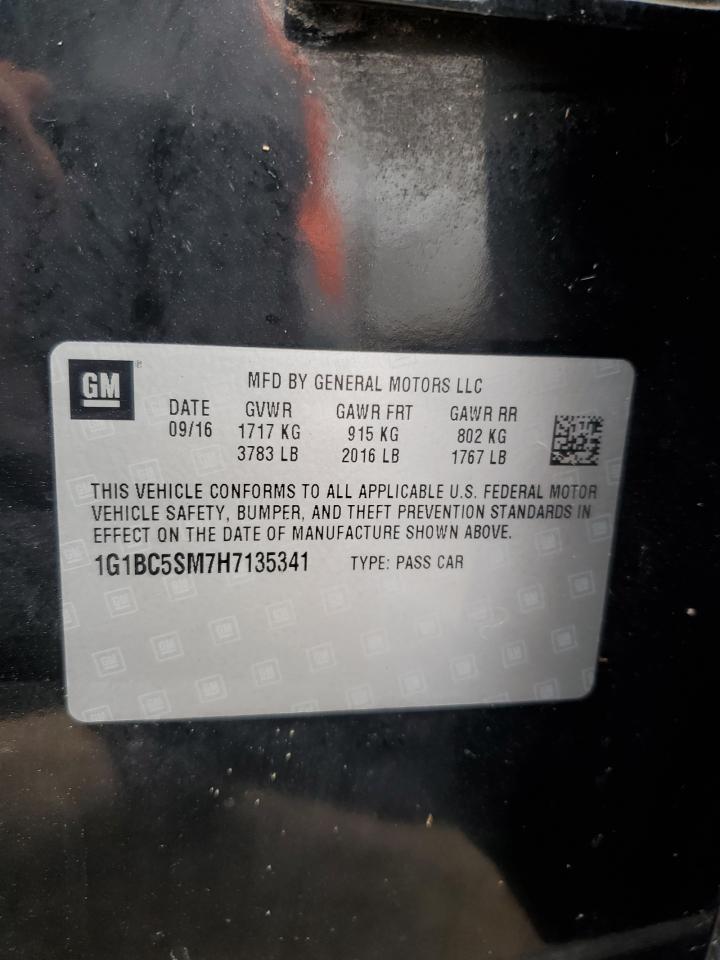 GM
MFD BY GENERAL MOTORS LLC
DATE GVWR GAWR FRT GAWR RR
09/16 1717 KG 915 KG 802 KG
3783 LB 2016 LB 1767 LB
THIS VEHICLE CONFORMS TO ALL APPLICABLE U.S. FEDERAL MOTOR
VEHICLE SAFETY, BUMPER, AND THEFT PREVENTION STANDARDS IN
EFFECT ON THE DATE OF MANUFACTURE SHOWN ABOVE.
1G1BC5SM7H7135341 TYPE: PASS CAR